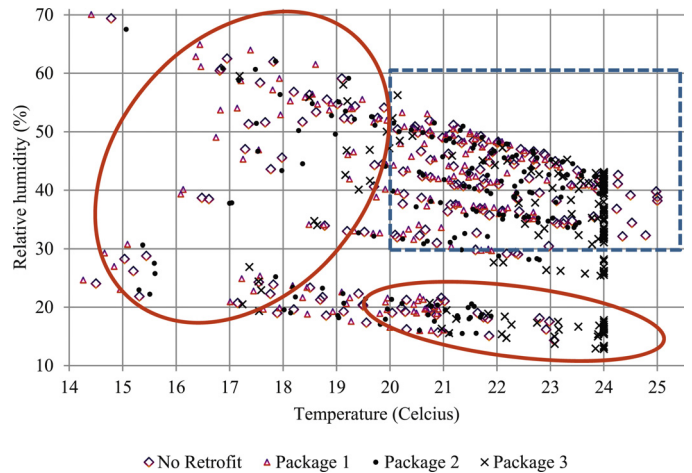 70
60
50
40
30
20
10
Relative humidity (%)
14 15 16 17 18 19 20 21 22 23 24 25
Temperature (Celcius)
No Retrofit Package 1 Package 2 Package 3